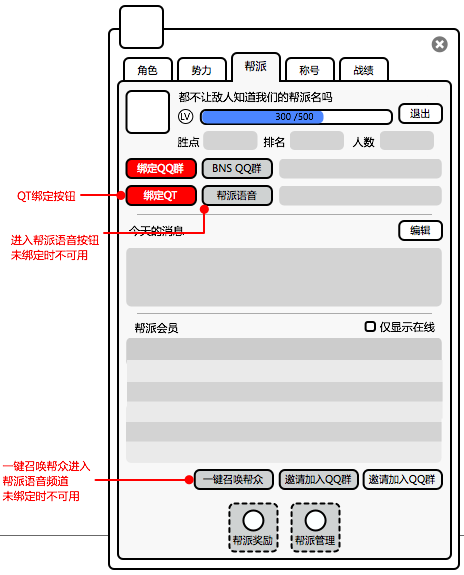 角色 势力 帮派 称号 战绩
都不让敌人知道我们的帮派名吗
LV 300 /500 退出
胜点 排名 人数
绑定QQ群 BNS QQ群
QT绑定按钮
绑定QT 帮派语音
进入帮派语音按钮
未绑定时不可用
今天的消息 编辑
帮派会员 仅显示在线
一键召唤帮众进入
帮派语音频道
未绑定时不可用
一键召唤帮众 邀请加入QQ群 邀请加入QQ群
帮派奖励 帮派管理